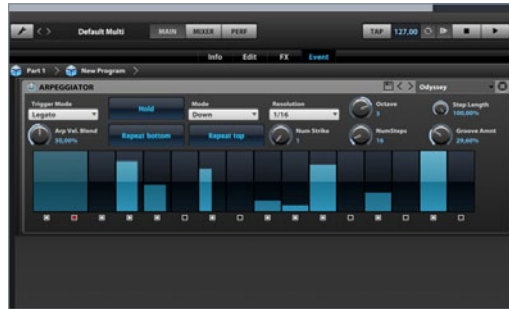 Default Multi MAIN MIXER PERF TAP 127,00
Info Edit FX Event
Part 1 New Program
ARPEGGIATOR Odyssey
Trigger Mode Mode Resolution Octave Step Length
Legato Hold Down 1/16 3 100,00%
Arp Vel. Blend Repeat bottom Repeat top Num Strike NumSteps Groove Amnt
50,00% 1 16 29,60%